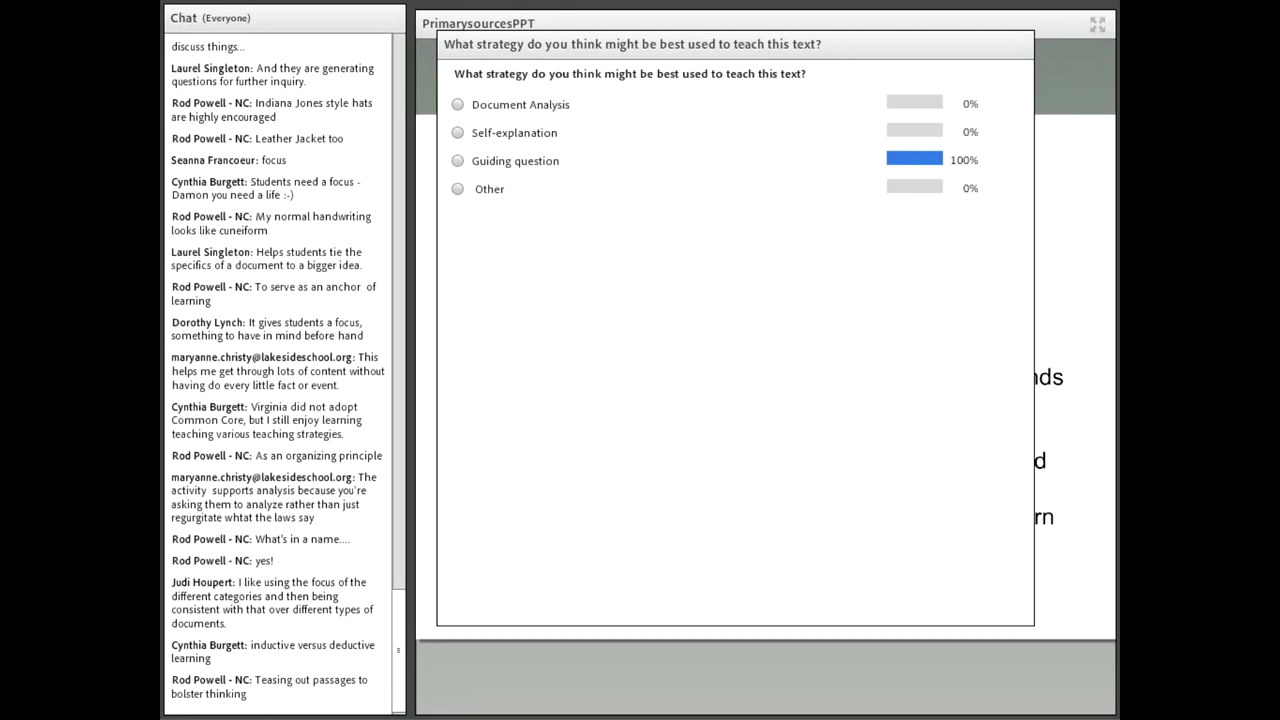 Chat (Everyone)
discuss things...
Laurel Singleton: And they are generating
questions for further inquiry.
Rod Powell - NC: Indiana Jones style hats
are highly encouraged
Rod Powell - NC: Leather Jacket too
Seanna Francoeur: focus
Cynthia Burgett: Students need a focus -
Damon you need a life :-)
Rod Powell - NC: My normal handwriting
looks like cuneiform
Laurel Singleton: Helps students tie the
specifics of a document to a bigger idea.
Rod Powell - NC: To serve as an anchor of
learning
Dorothy Lynch: It gives students a focus,
something to have in mind before hand
maryanne.christy@lakesideschool.org: This
helps me get through lots of content without
having do every little fact or event.
Cynthia Burgett: Virginia did not adopt
Common Core, but I still enjoy learning
teaching various teaching strategies.
Rod Powell - NC: As an organizing principle
maryanne.christy@lakesideschool.org: The
activity supports analysis because you're
asking them to analyze rather than just
regurgitate whtat the laws say
Rod Powell - NC: What's in a name....
Rod Powell - NC: yes!
Judi Houpert: I like using the focus of the
different categories and then being
consistent with that over different types of
documents.
Cynthia Burgett: inductive versus deductive
learning
Rod Powell - NC: Teasing out passages to
bolster thinking
PrimarysourcesPPT
What strategy do you think might be best used to teach this text?
What strategy do you think might be best used to teach this text?
Document Analysis 0%
Self-explanation 0%
Guiding question 100%
Other 0%
nds
d
rn